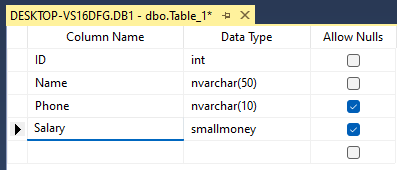 DESKTOP-VS16DFG.DB1 - dbo.Table_1*
Column Name Data Type Allow Nulls
ID int
Name nvarchar(50)
Phone nvarchar(10)
Salary smallmoney